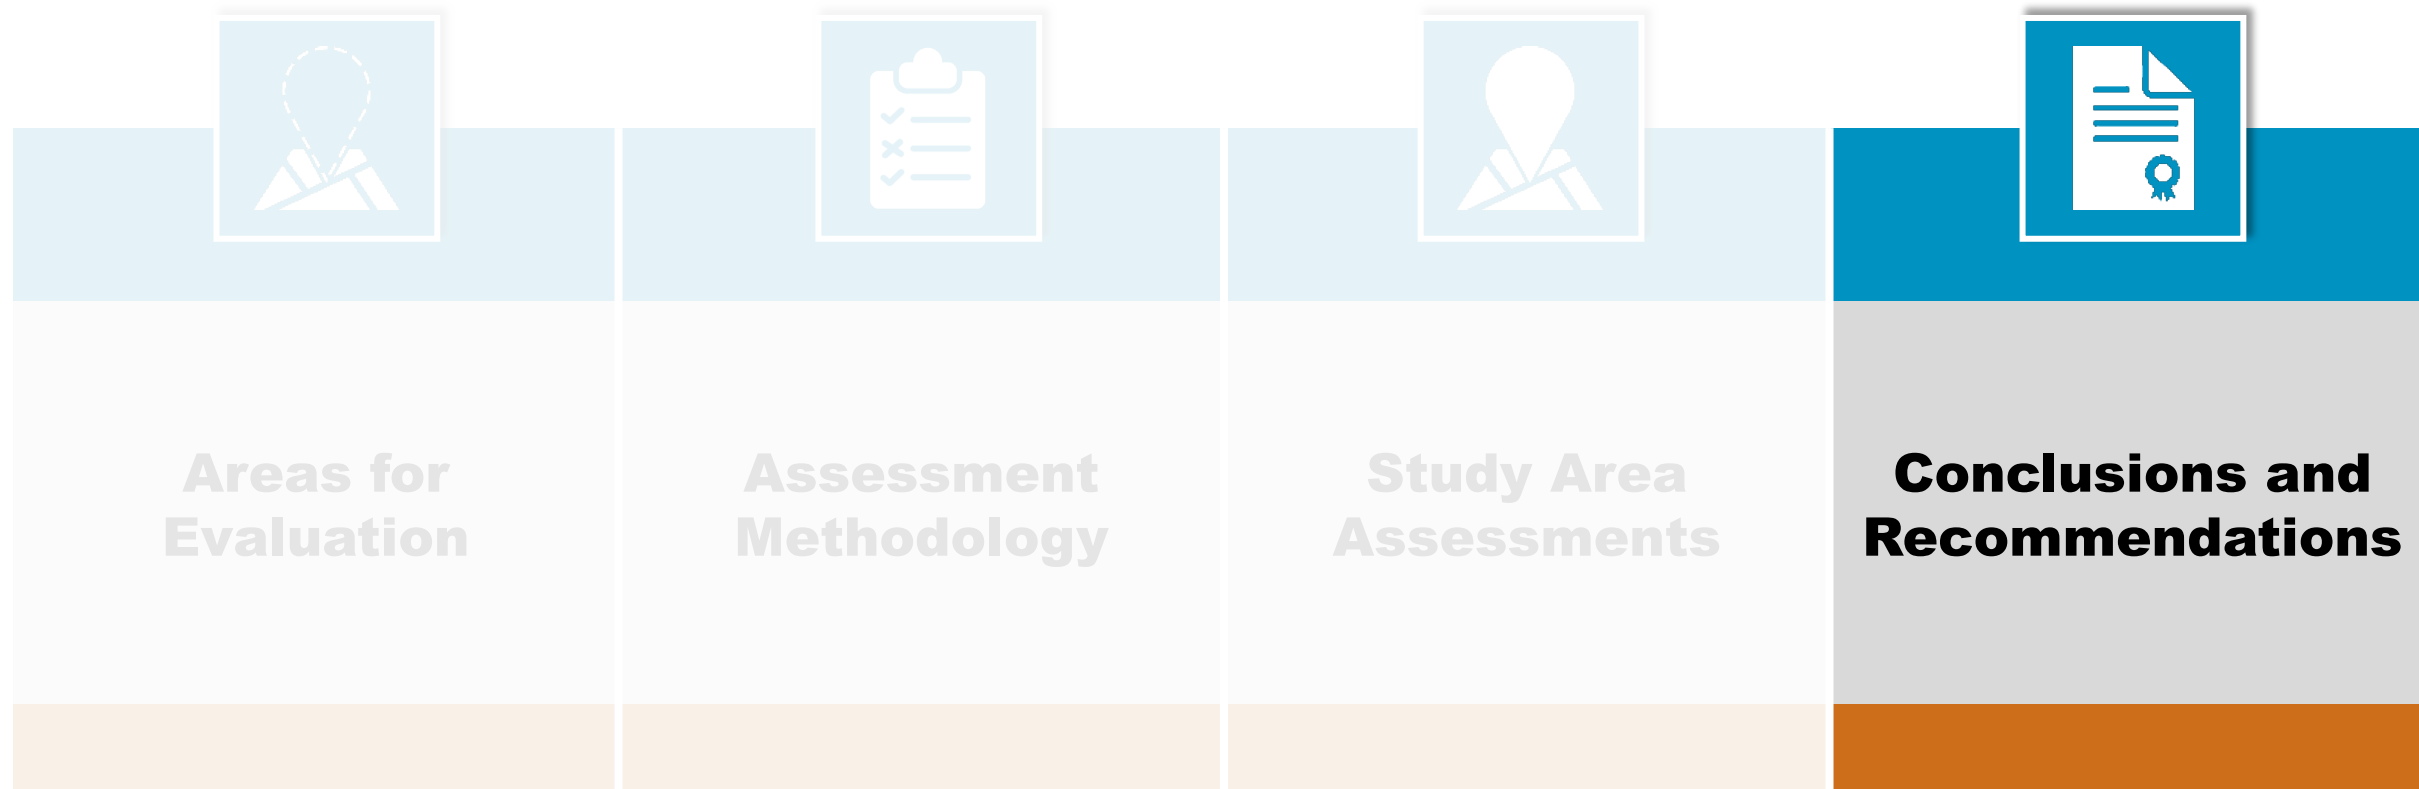 Areas for
Evaluation
Assessment
Methodology
Study Area
Assessments
Conclusions and
Recommendations